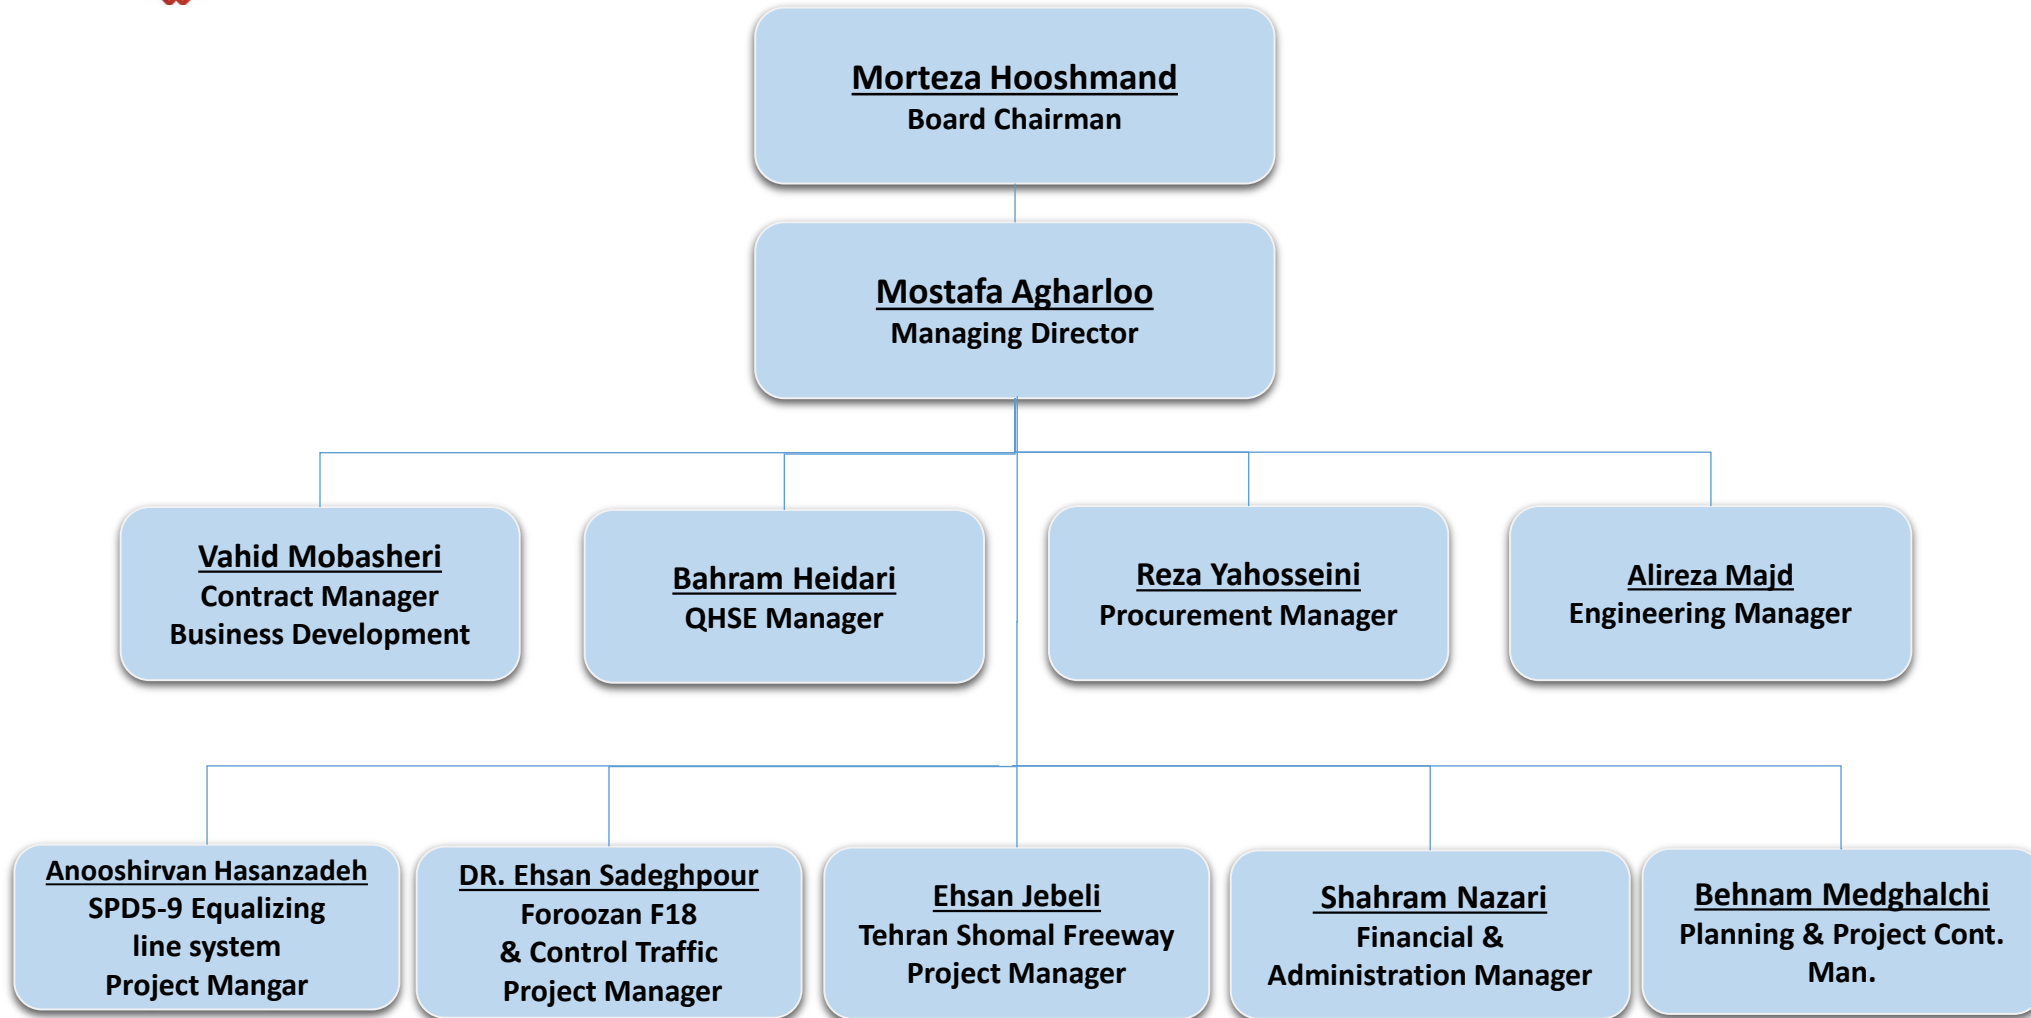 Morteza Hooshmand
Board Chairman
Mostafa Agharloo
Managing Director
Vahid Mobasheri
Contract Manager
Business Development
Bahram Heidari
QHSE Manager
Reza Yahosseini
Procurement Manager
Alireza Majd
Engineering Manager
Anooshirvan Hasanzadeh
SPD5-9 Equalizing
line system
Project Mangar
DR. Ehsan Sadeghpour
Foroozan F18
& Control Traffic
Project Manager
Ehsan Jebeli
Tehran Shomal Freeway
Project Manager
Shahram Nazari
Financial &
Administration Manager
Behnam Medghalchi
Planning & Project Cont.
Man.